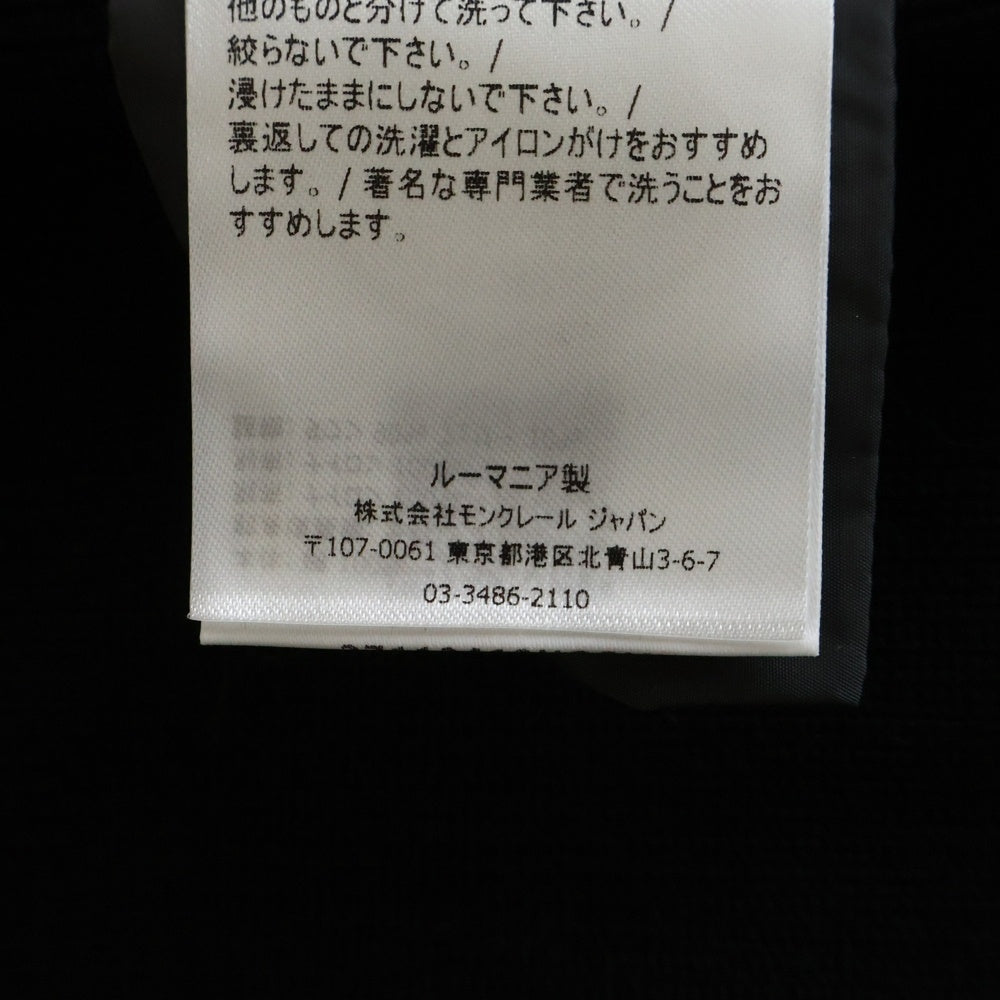 他のものと分けて洗って下さい。/
絞らないで下さい。/
浸けたままにしないで下さい。/
裏返しての洗濯とアイロンがけをおすすめ
します。/ 著名な専門業者で洗うことをお
すすめします。
ルーマニア製
株式会社モンクレール ジャパン
〒107-0061 東京都港区北青山3-6-7
03-3486-2110